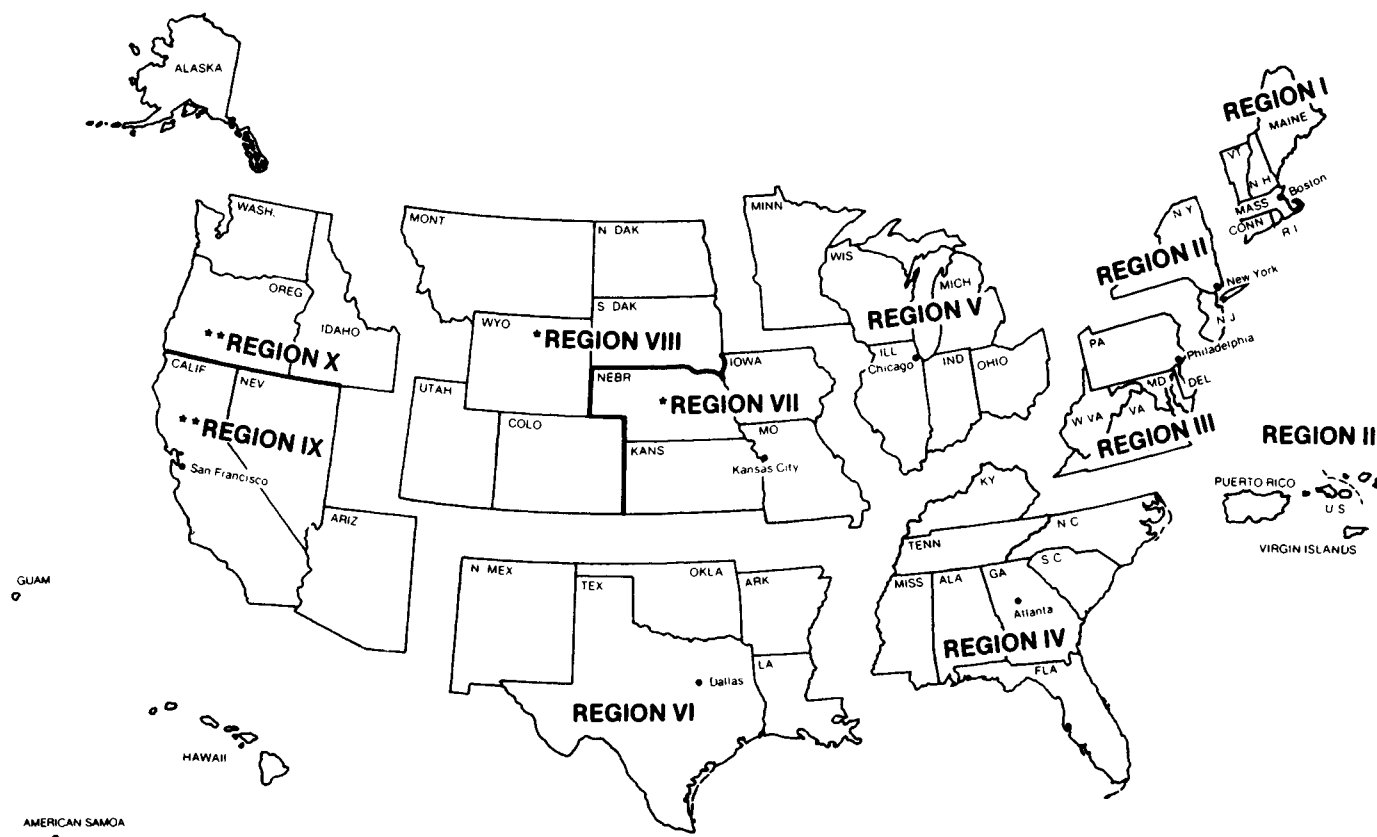 ALASKA
REGION I
MAINE
VT
N H
Boston
MASS
CONN
R I
WASH.
MONT
N DAK
MINN
N Y
OREG
WIS
MICH
REGION II
New York
N J
IDAHO
WYO
S DAK
*REGION VIII
REGION V
**REGION X
PA
Philadelphia
CALIF
NEV
UTAH
NEBR
IOWA
ILL
Chicago
IND
OHIO
MD
DEL
**REGION IX
COLO
*REGION VII
W VA
VA
REGION III
REGION II
San Francisco
KANS
MO
Kansas City
KY
PUERTO RICO
U S
VIRGIN ISLANDS
ARIZ
TENN
N C
S C
GUAM
N MEX
TEX
OKLA
ARK
MISS
ALA
GA
Atlanta
REGION IV
LA
FLA
Dallas
REGION VI
HAWAII
AMERICAN SAMOA